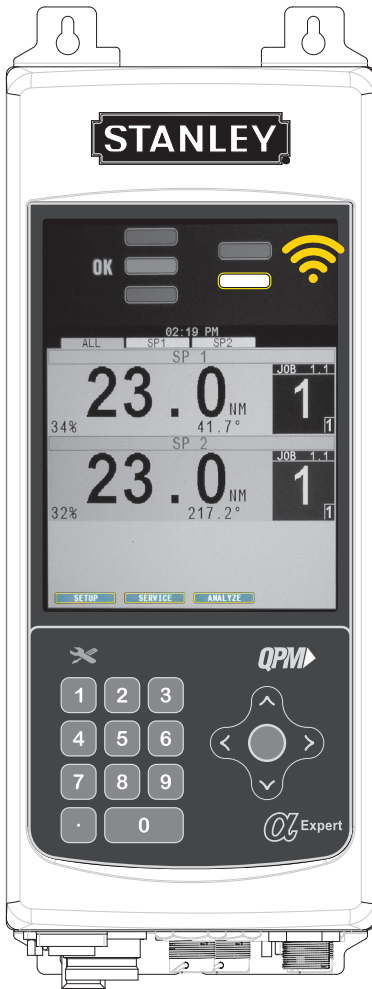 STANLEY
OK
02:19 PM
ALL SP1 SP2
SP 1
23.0 NM
34% 41.7°
JOB 1.1
1
1
SP 2
23.0 NM
32% 217.2°
JOB 1.1
1
1
SETUP SERVICE ANALYZE
QPM
1 2 3
4 5 6
7 8 9
. 0
α Expert